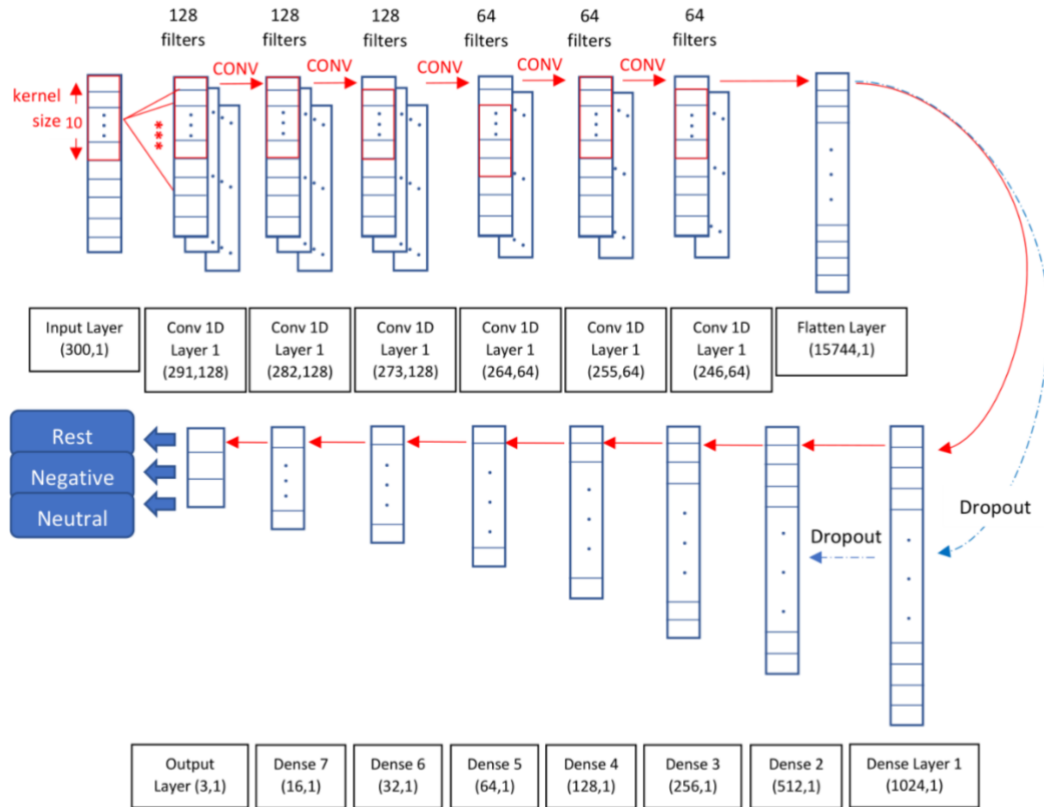 128
filters
128
filters
128
filters
64
filters
64
filters
64
filters
CONV
CONV
CONV
CONV
CONV
kernel
size 10
***
Input Layer
(300,1)
Conv 1D
Layer 1
(291,128)
Conv 1D
Layer 1
(282,128)
Conv 1D
Layer 1
(273,128)
Conv 1D
Layer 1
(264,64)
Conv 1D
Layer 1
(255,64)
Conv 1D
Layer 1
(246,64)
Flatten Layer
(15744,1)
Rest
Negative
Neutral
Dropout
Dropout
Output
Layer (3,1)
Dense 7
(16,1)
Dense 6
(32,1)
Dense 5
(64,1)
Dense 4
(128,1)
Dense 3
(256,1)
Dense 2
(512,1)
Dense Layer 1
(1024,1)